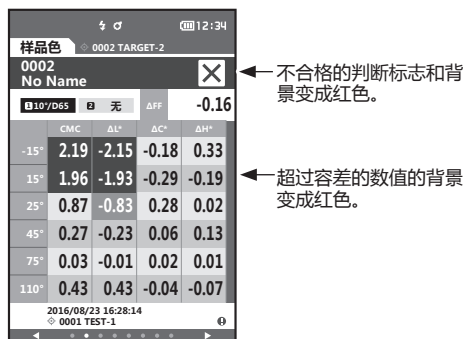 12:34
样品色 0002 TARGET-2
0002
No Name
不合格的判断标志和背
景变成红色。
1 10°/D65 2 无 ΔFF -0.16
CMC ΔL* ΔC* ΔH*
-15° 2.19 -2.15 -0.18 0.33
15° 1.96 -1.93 -0.29 -0.19
超过容差的数值的背景
变成红色。
25° 0.87 -0.83 0.28 0.02
45° 0.27 -0.23 0.06 0.13
75° 0.03 -0.01 0.02 0.01
110° 0.43 0.43 -0.04 -0.07
2016/08/23 16:28:14
0001 TEST-1